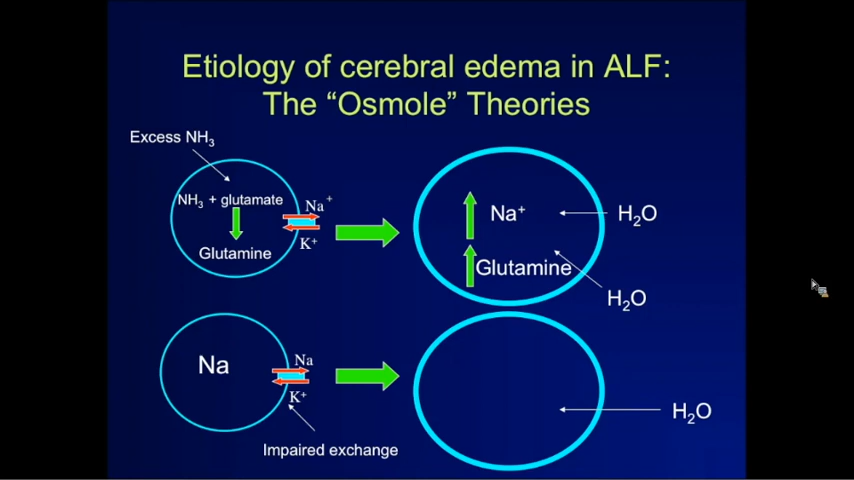 Etiology of cerebral edema in ALF:
The “Osmole” Theories
Excess NH₃
NH₃ + glutamate
Glutamine
Na⁺
K⁺
Na⁺
Glutamine
H₂O
H₂O
Na
Na
K⁺
Impaired exchange
H₂O